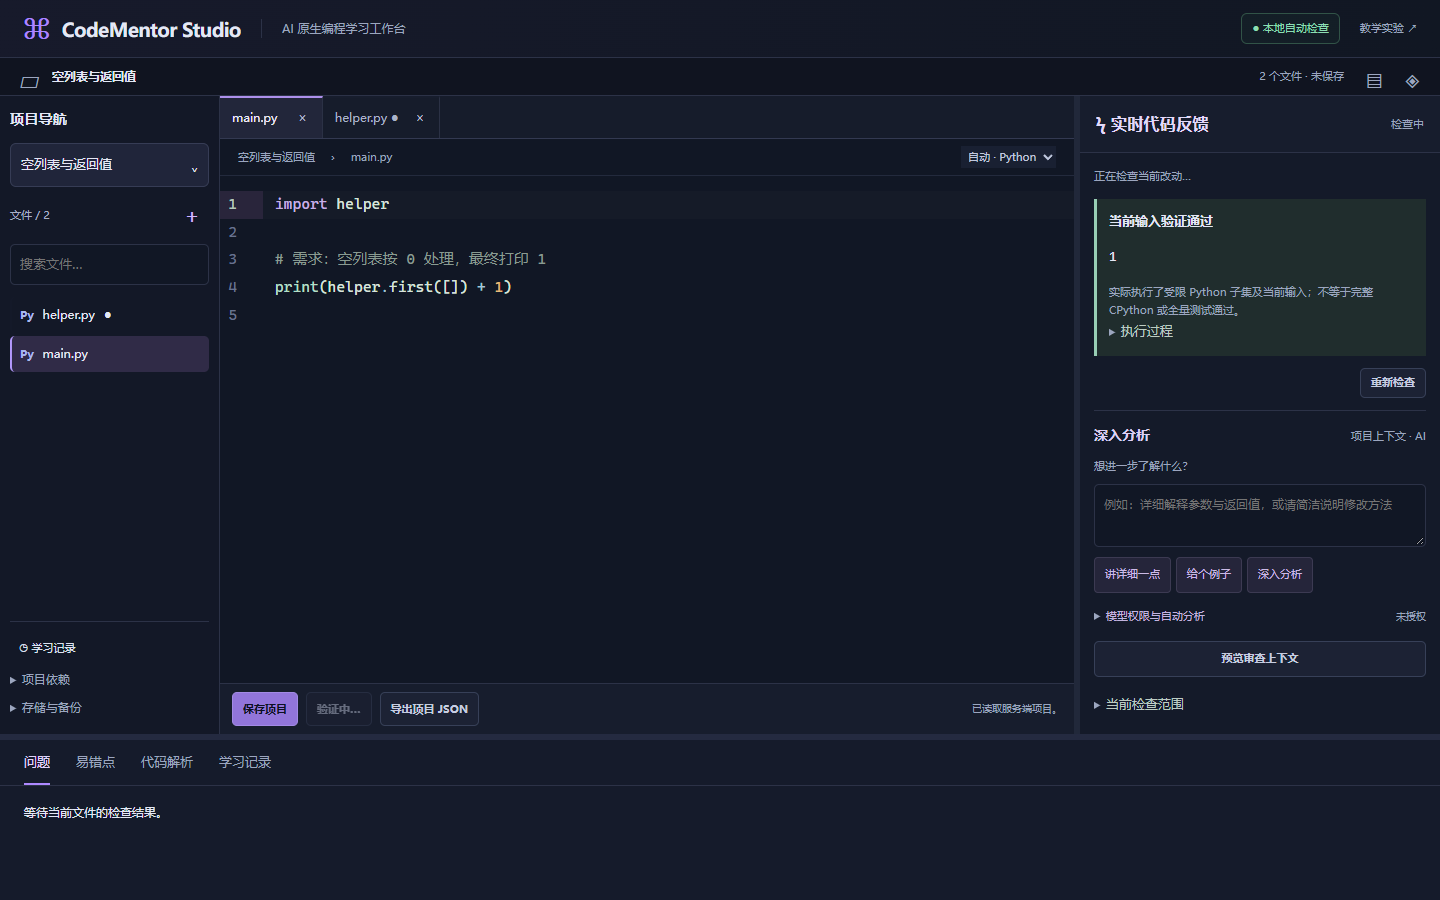 CodeMentor Studio
AI 原生编程学习工作台
本地自动检查
教学实验 ↗
空列表与返回值
2 个文件 · 未保存
项目导航
空列表与返回值
文件 / 2
+
搜索文件...
Py helper.py ●
Py main.py
学习记录
项目依赖
存储与备份
main.py ×
helper.py ● ×
空列表与返回值 › main.py
自动 · Python
1 import helper
2
3 # 需求：空列表按 0 处理，最终打印 1
4 print(helper.first([]) + 1)
5
保存项目
验证中...
导出项目 JSON
已读取服务端项目。
实时代码反馈
检查中
正在检查当前改动...
当前输入验证通过
1
实际执行了受限 Python 子集及当前输入；不等于完整
CPython 或全量测试通过。
执行过程
重新检查
深入分析
项目上下文 · AI
想进一步了解什么？
例如：详细解释参数与返回值，或请简洁说明修改方法
讲详细一点
给个例子
深入分析
模型权限与自动分析
未授权
预览审查上下文
当前检查范围
问题
易错点
代码解析
学习记录
等待当前文件的检查结果。